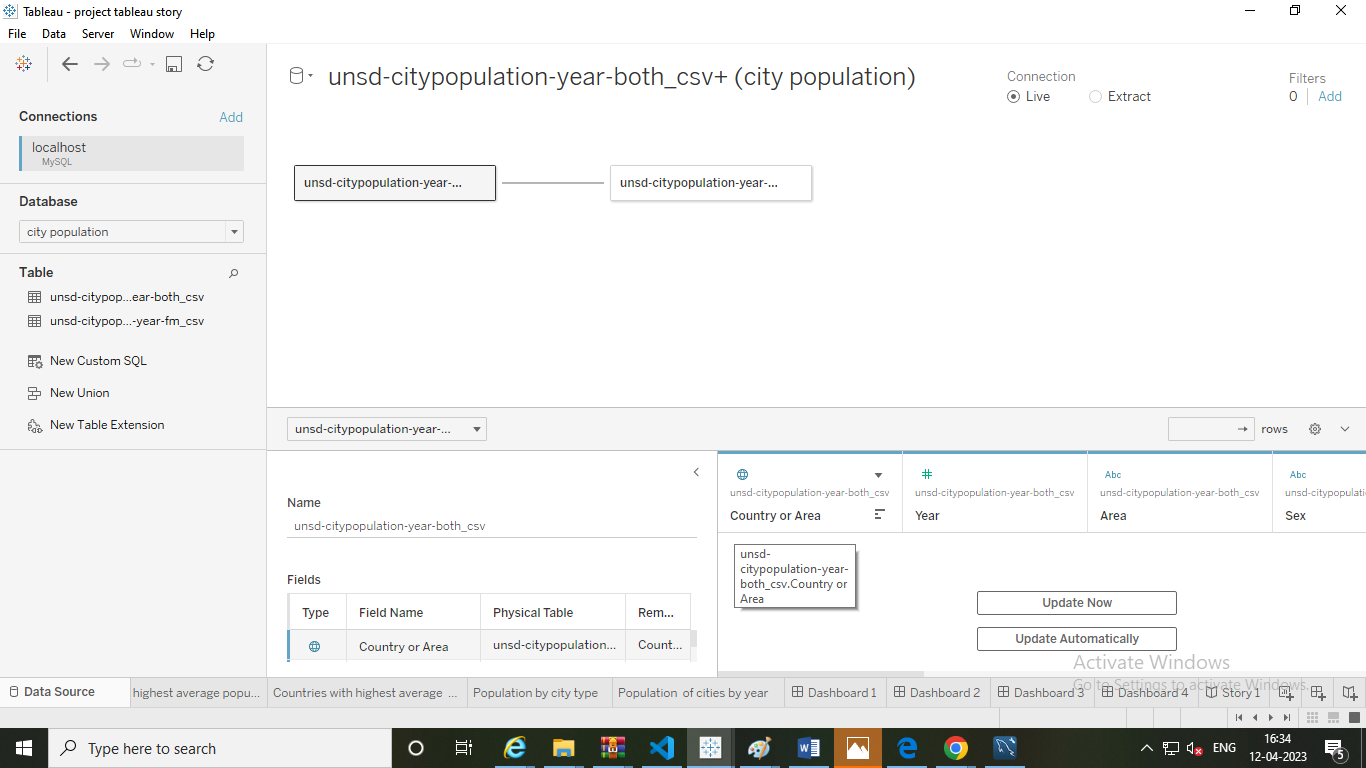 Tableau - project tableau story
File Data Server Window Help
unsd-citypopulation-year-both_csv+ (city population)
Connection
Live Extract
Filters
0 Add
Connections Add
localhost
MySQL
Database
city population
Table
unsd-citypop...ear-both_csv
unsd-citypop...-year-fm_csv
New Custom SQL
New Union
New Table Extension
unsd-citypopulation-year-...
unsd-citypopulation-year-...
unsd-citypopulation-year-...
rows
Name
unsd-citypopulation-year-both_csv
Fields
Type Field Name Physical Table Rem...
Country or Area unsd-citypopulation... Count...
Abc Abc
unsd-citypopulation-year-both_csv unsd-citypopulation-year-both_csv unsd-citypopulation-year-both_csv unsd-citypopulati
Country or Area Year Area Sex
unsd-
citypopulation-year-
both_csv.Country or
Area
Update Now
Update Automatically
Activate Windows
Go to Settings to activate Windows.
Data Source highest average popu... Countries with highest average ... Population by city type Population of cities by year Dashboard 1 Dashboard 2 Dashboard 3 Dashboard 4 Story 1
Type here to search
ENG
16:34
12-04-2023
5